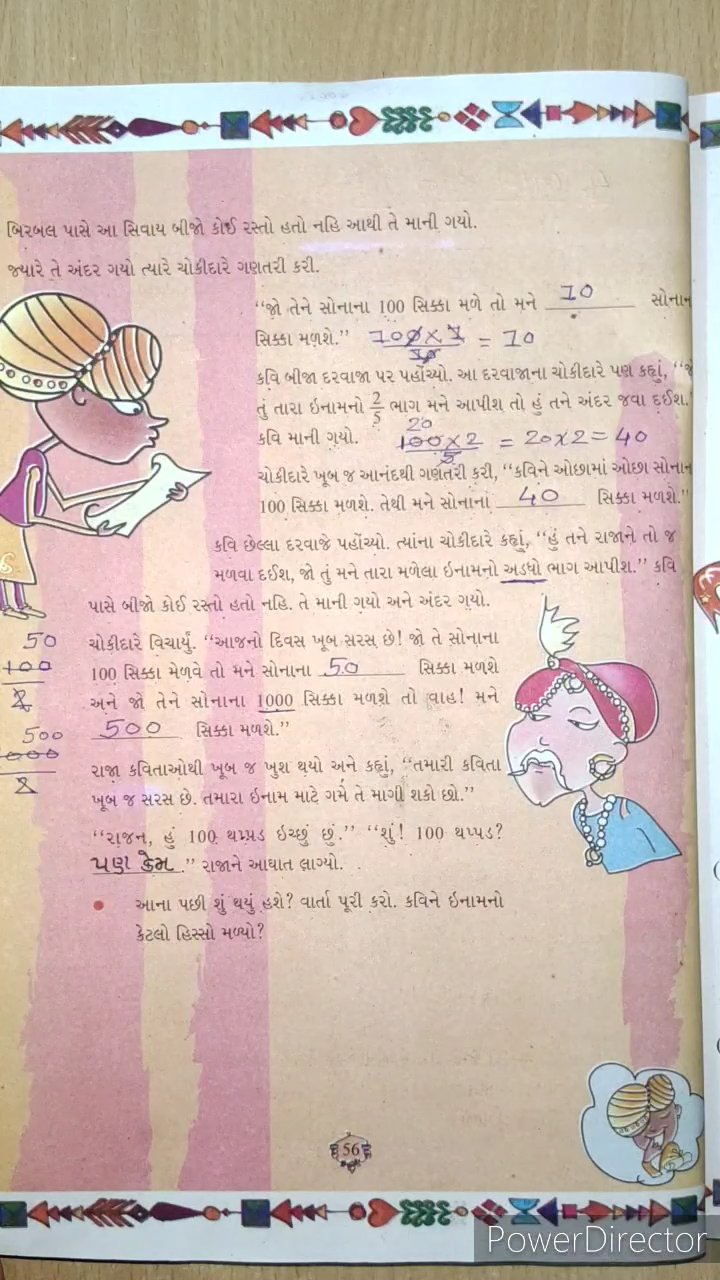 બિરબલ પાસે આ સિવાય બીજો કોઈ રસ્તો હતો નહિ આથી તે માની ગયો.
જ્યારે તે અંદર ગયો ત્યારે ચોકીદારે ગણતરી કરી.
“જો તેને સોનાના 100 સિક્કા મળે તો મને 10 સોનાન
સિક્કા મળશે.” 100 × 1 / 10 = 10
કવિ બીજા દરવાજા પર પહોંચ્યો. આ દરવાજાના ચોકીદારે પણ કહ્યું, “જો
તું તારા ઇનામનો 2/5 ભાગ મને આપીશ તો હું તને અંદર જવા દઈશ.
કવિ માની ગયો. 20 100×2 / 5 = 20×2 = 40
ચોકીદારે ખૂબ જ આનંદથી ગણતરી કરી, “કવિને ઓછામાં ઓછા સોનાન
100 સિક્કા મળશે. તેથી મને સોનાના 40 સિક્કા મળશે.”
કવિ છેલ્લા દરવાજે પહોંચ્યો. ત્યાંના ચોકીદારે કહ્યું, “હું તને રાજાને તો જ
મળવા દઈશ, જો તું મને તારા મળેલા ઇનામનો અડધો ભાગ આપીશ.” કવિ
પાસે બીજો કોઈ રસ્તો હતો નહિ. તે માની ગયો અને અંદર ગયો.
ચોકીદારે વિચાર્યું. “આજનો દિવસ ખૂબ સરસ છે! જો તે સોનાના
100 સિક્કા મેળવે તો મને સોનાના 50 સિક્કા મળશે
અને જો તેને સોનાના 1000 સિક્કા મળશે તો વાહ! મને
500 સિક્કા મળશે.”
50
100
2
500
000
2
રાજા કવિતાઓથી ખૂબ જ ખુશ થયો અને કહ્યું, “તમારી કવિતા
ખૂબ જ સરસ છે. તમારા ઇનામ માટે ગમે તે માગી શકો છો.”
“રાજન, હું 100 થપ્પડ ઇચ્છું છું.” “શું! 100 થપ્પડ?
પણ કેમ ” રાજાને આઘાત લાગ્યો.
● આના પછી શું થયું હશે? વાર્તા પૂરી કરો. કવિને ઇનામનો
કેટલો હિસ્સો મળ્યો?
56
PowerDirector